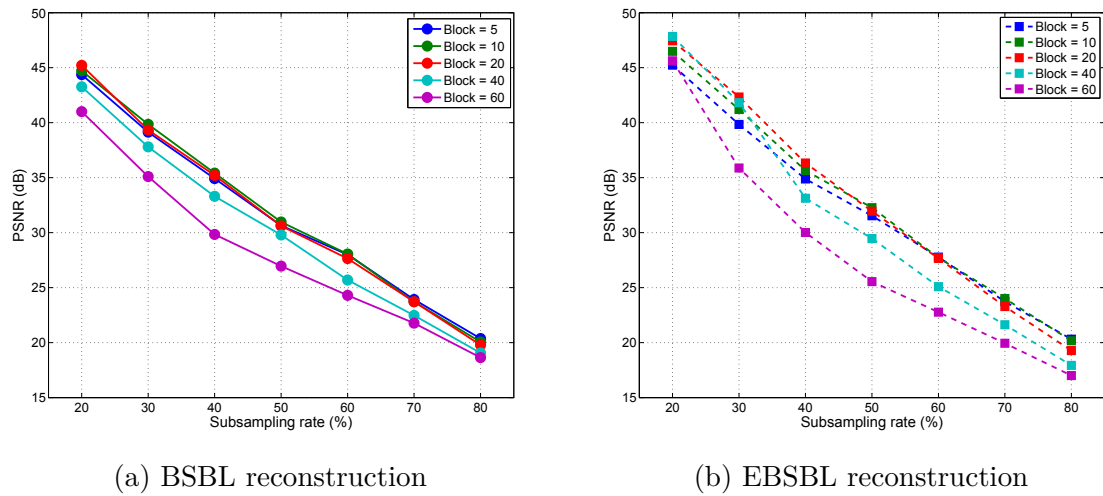 50
45
40
35
30
25
20
15
PSNR (dB)
20 30 40 50 60 70 80
Subsampling rate (%)
Block = 5
Block = 10
Block = 20
Block = 40
Block = 60
(a) BSBL reconstruction
50
45
40
35
30
25
20
15
PSNR (dB)
20 30 40 50 60 70 80
Subsampling rate (%)
Block = 5
Block = 10
Block = 20
Block = 40
Block = 60
(b) EBSBL reconstruction